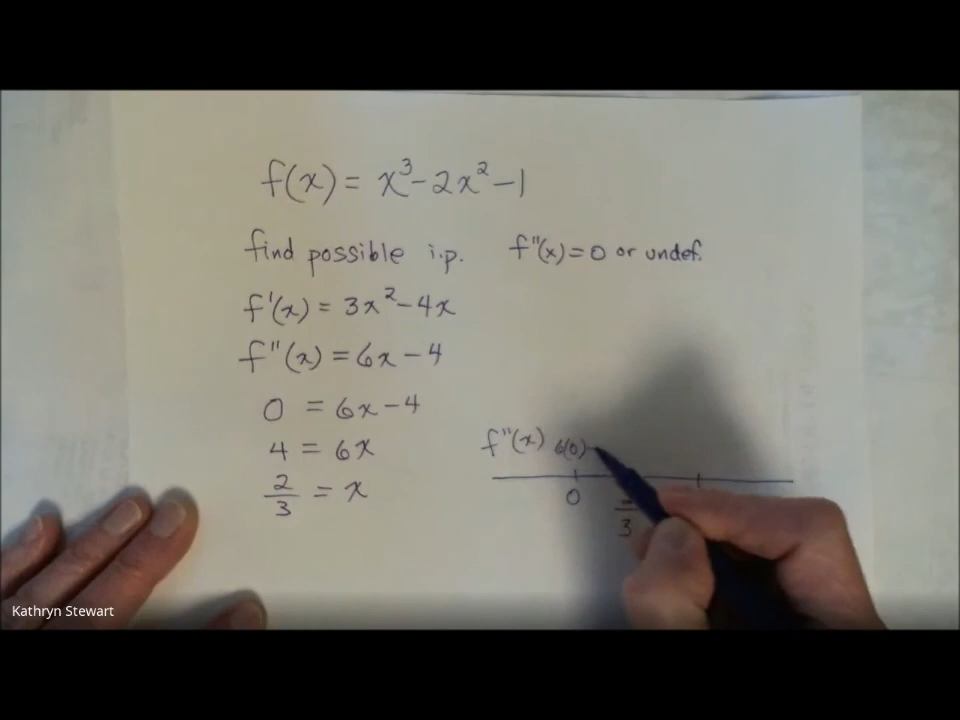 f(x) = x³-2x²-1
find possible i.p. f"(x)=0 or undef.
f'(x) = 3x²-4x
f"(x) = 6x-4
0 = 6x-4
4 = 6x
2/3 = x
f"(x) 6(0)-
0 3
Kathryn Stewart